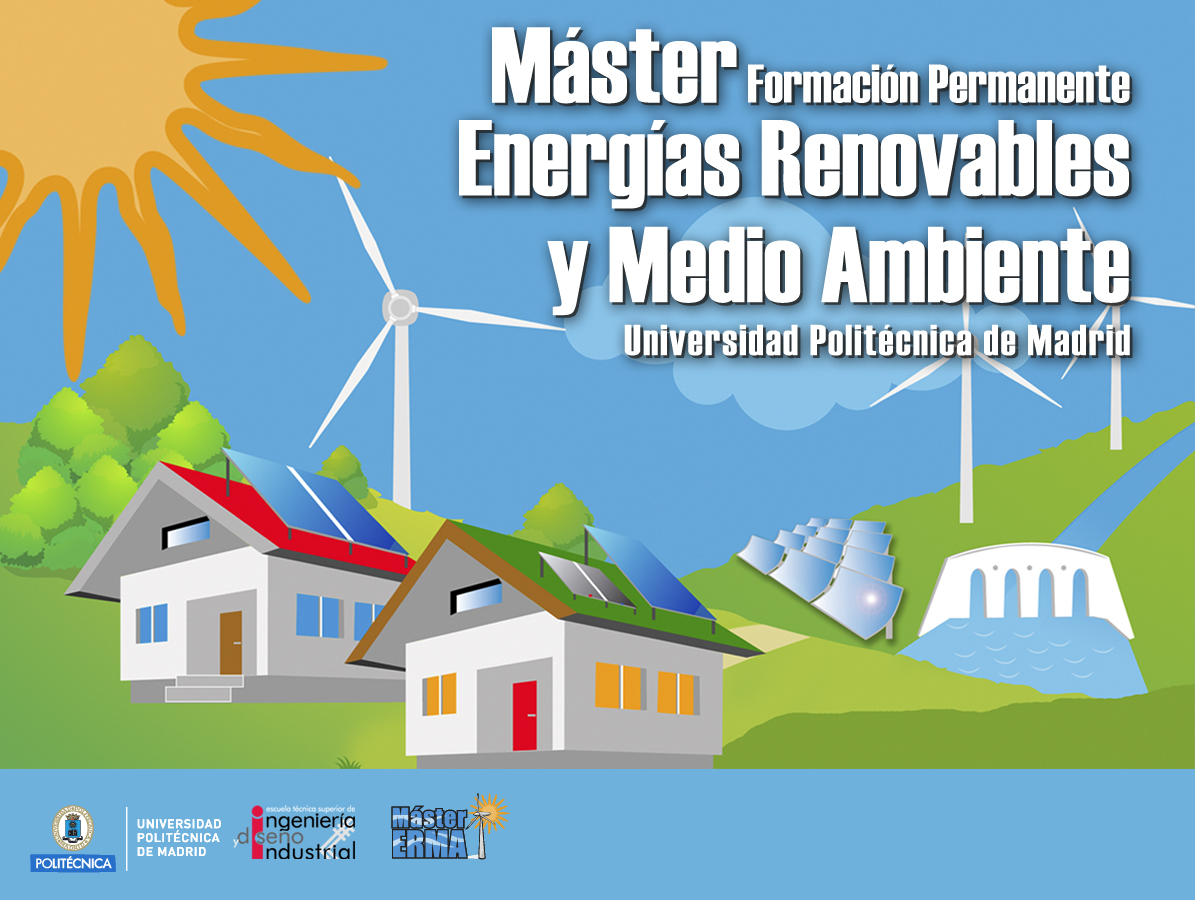 Máster Formación Permanente
Energías Renovables
y Medio Ambiente
Universidad Politécnica de Madrid
POLITÉCNICA
UNIVERSIDAD
POLITÉCNICA
DE MADRID
escuela técnica superior de
ingeniería
y diseño
industrial
Máster
ERMA